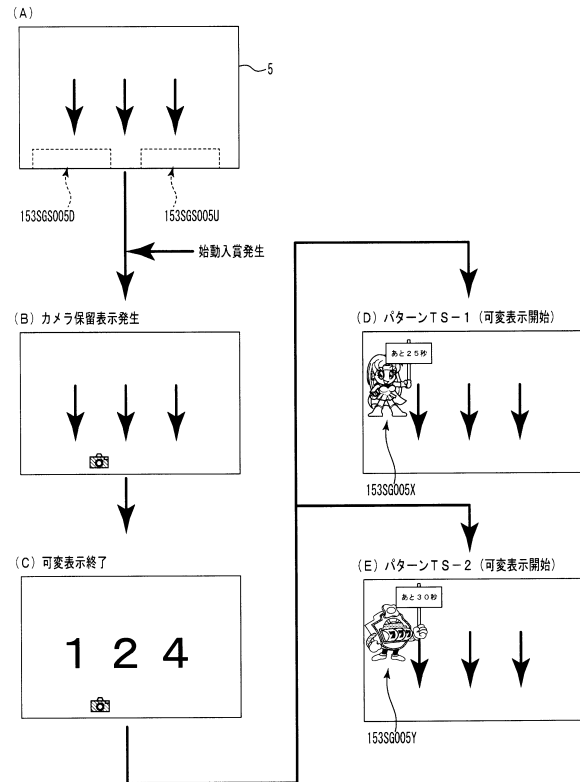 (A)
5
153SGS005D
153SGS005U
始動入賞発生
(B) カメラ保留表示発生
(C) 可変表示終了
1 2 4
(D) パターンTS-1 (可変表示開始)
あと25秒
153SG005X
(E) パターンTS-2 (可変表示開始)
あと30秒
153SG005Y